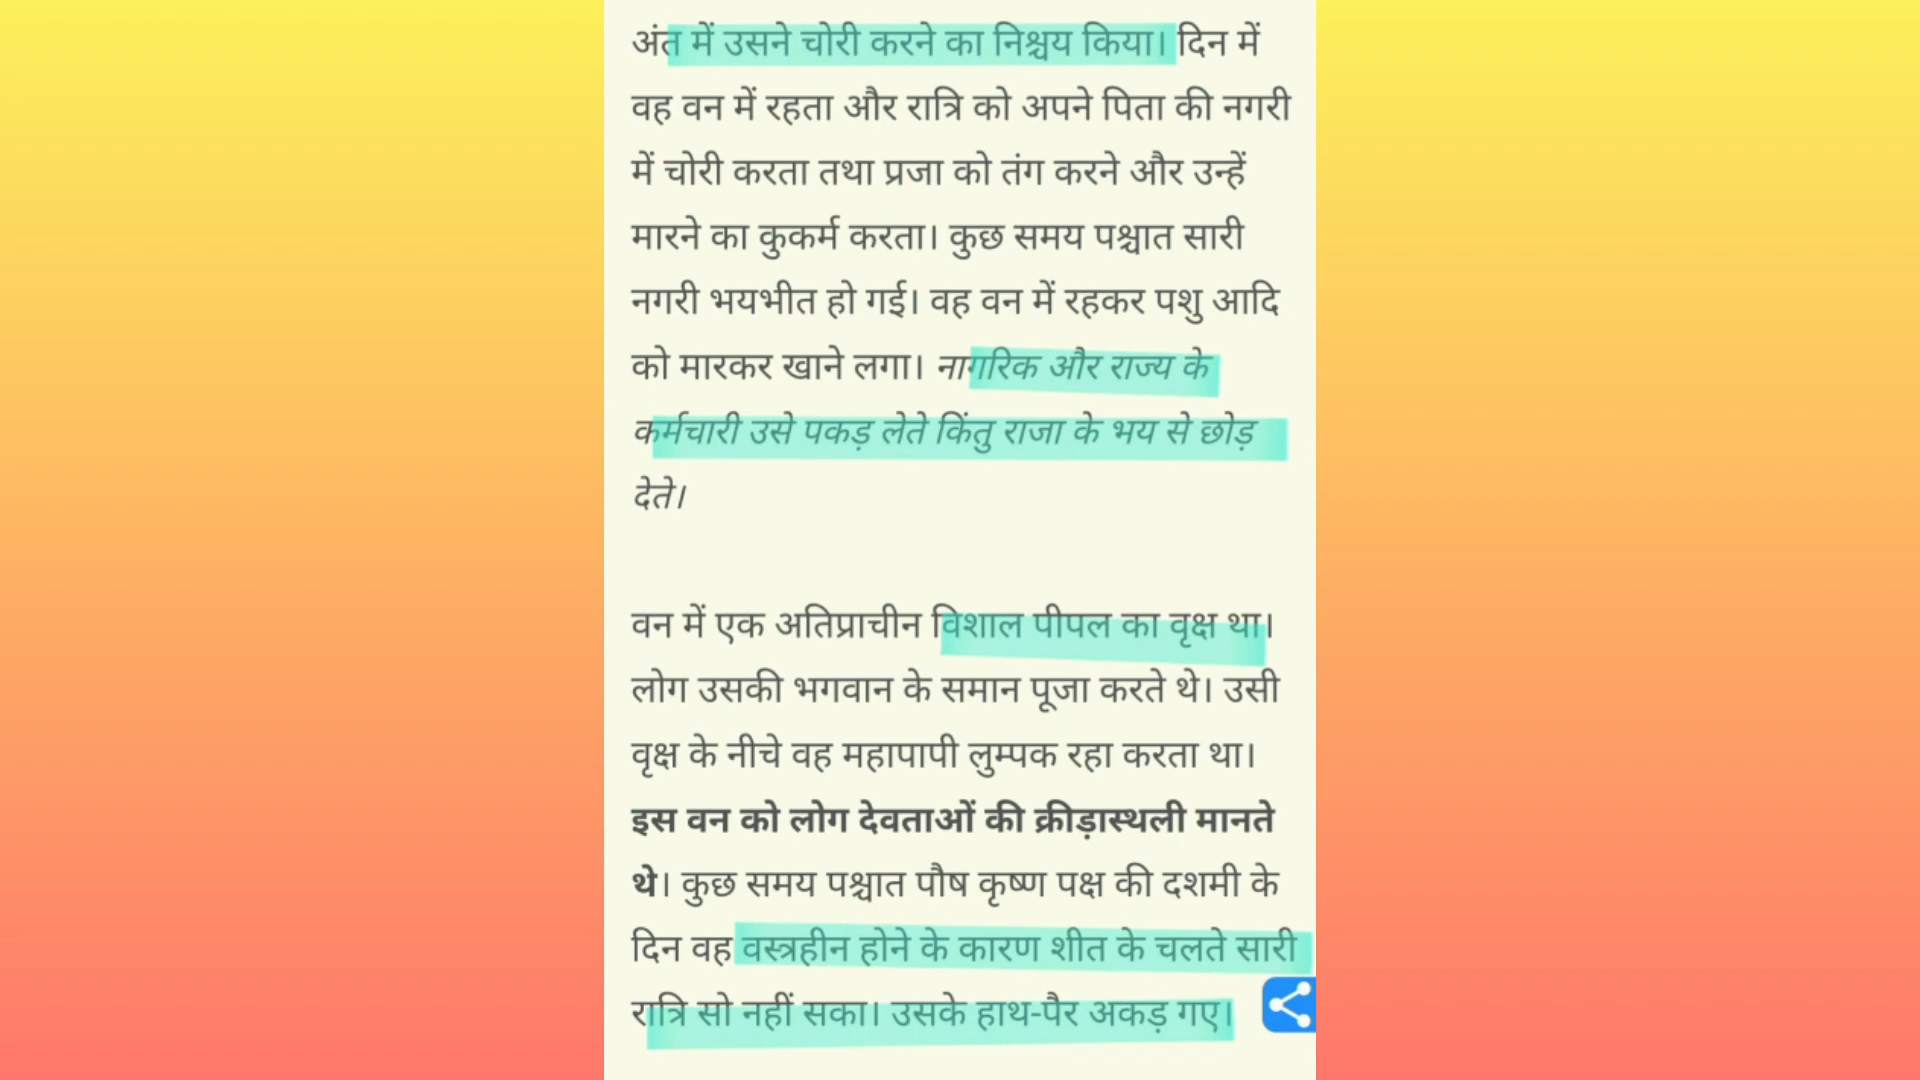 अंत में उसने चोरी करने का निश्चय किया। दिन में
वह वन में रहता और रात्रि को अपने पिता की नगरी
में चोरी करता तथा प्रजा को तंग करने और उन्हें
मारने का कुकर्म करता। कुछ समय पश्चात सारी
नगरी भयभीत हो गई। वह वन में रहकर पशु आदि
को मारकर खाने लगा। नागरिक और राज्य के
कर्मचारी उसे पकड़ लेते किंतु राजा के भय से छोड़
देते।
वन में एक अतिप्राचीन विशाल पीपल का वृक्ष था।
लोग उसकी भगवान के समान पूजा करते थे। उसी
वृक्ष के नीचे वह महापापी लुम्पक रहा करता था।
इस वन को लोग देवताओं की क्रीड़ास्थली मानते
थे। कुछ समय पश्चात पौष कृष्ण पक्ष की दशमी के
दिन वह वस्त्रहीन होने के कारण शीत के चलते सारी
रात्रि सो नहीं सका। उसके हाथ-पैर अकड़ गए।